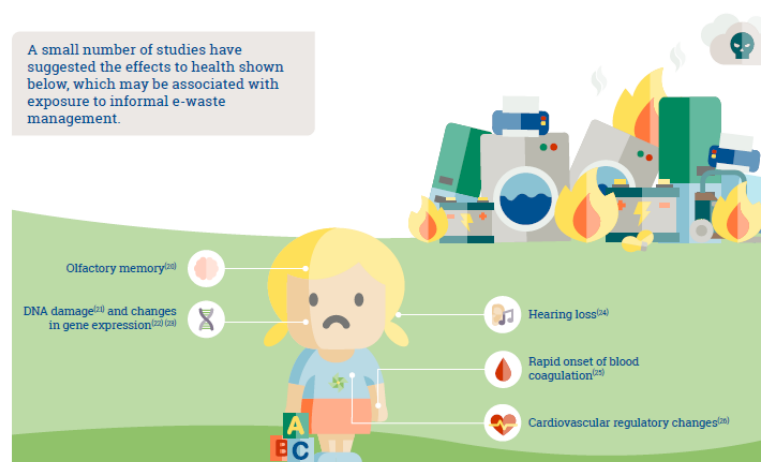 A small number of studies have
suggested the effects to health shown
below, which may be associated with
exposure to informal e-waste
management.
Olfactory memory(20)
DNA damage(21) and changes
in gene expression(22) (23)
Hearing loss(24)
Rapid onset of blood
coagulation(25)
Cardiovascular regulatory changes(26)
A
B C